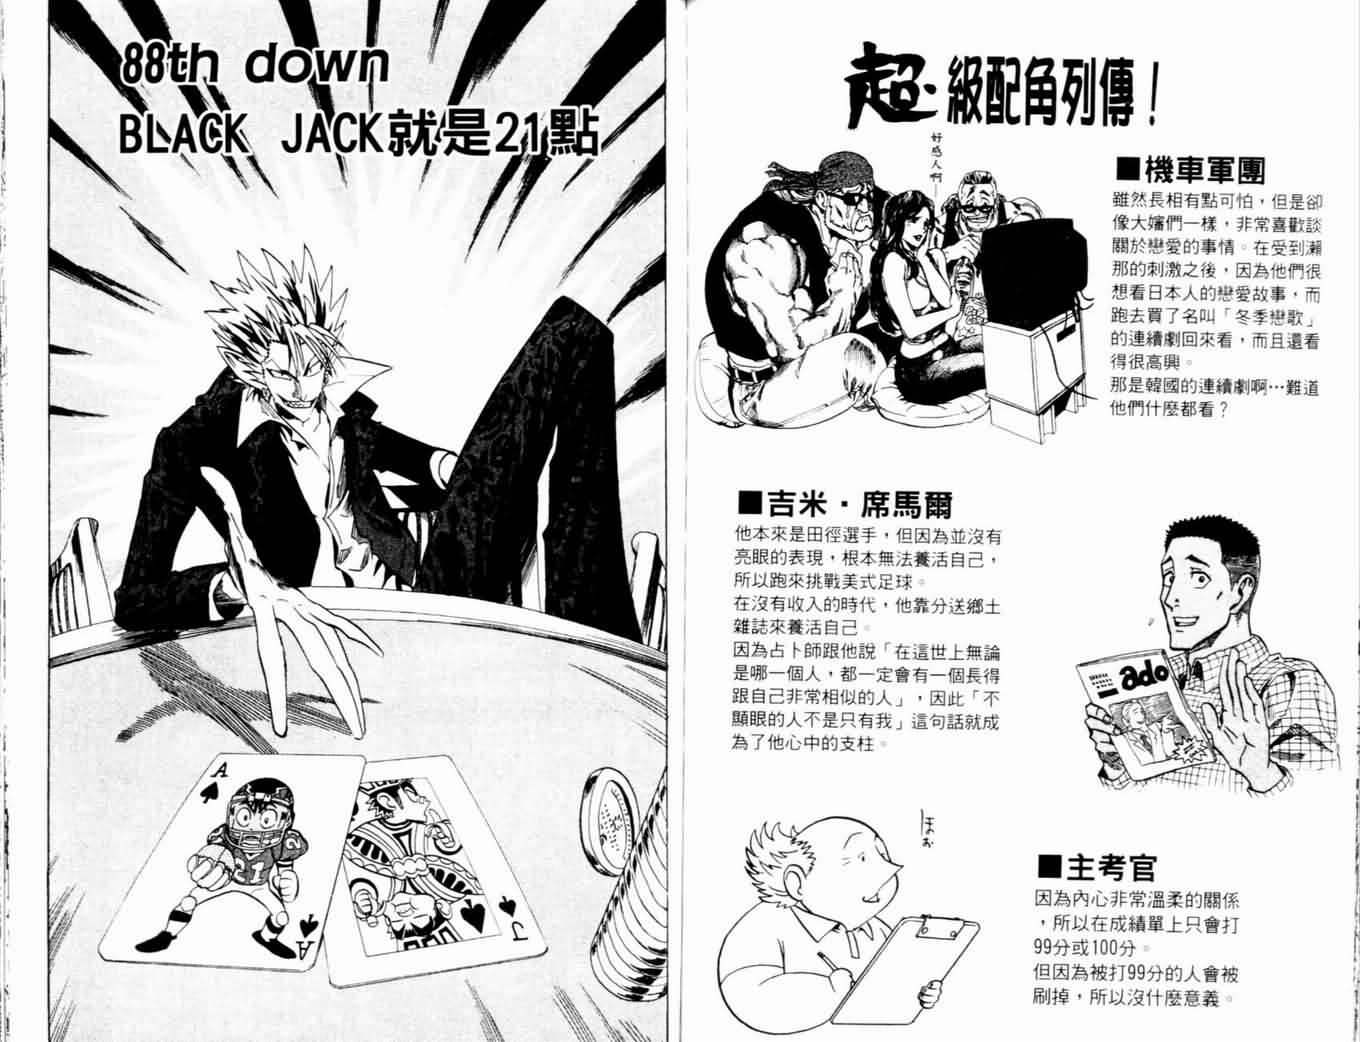 超級配角列傳！
好感人啊——
■機車軍團
雖然長相有點可怕，但是卻
像大嬸們一樣，非常喜歡談
關於戀愛的事情。在受到瀨
那的刺激之後，因為他們很
想看日本人的戀愛故事，而
跑去買了名叫「冬季戀歌」
的連續劇回來看，而且還看
得很高興。
那是韓國的連續劇啊…難道
他們什麼都看？
■吉米・席馬爾
他本來是田徑選手，但因為並沒有
亮眼的表現，根本無法養活自己，
所以跑來挑戰美式足球。
在沒有收入的時代，他靠分送鄉土
雜誌來養活自己。
因為占卜師跟他說「在這世上無論
是哪一個人，都一定會有一個長得
跟自己非常相似的人」，因此「不
顯眼的人不是只有我」這句話就成
為了他心中的支柱。
ado
■主考官
ほぉ
因為內心非常溫柔的關係
，所以在成績單上只會打
99分或100分。
但因為被打99分的人會被
刷掉，所以沒什麼意義。
88th down
BLACK JACK就是21點
A
21
A
J